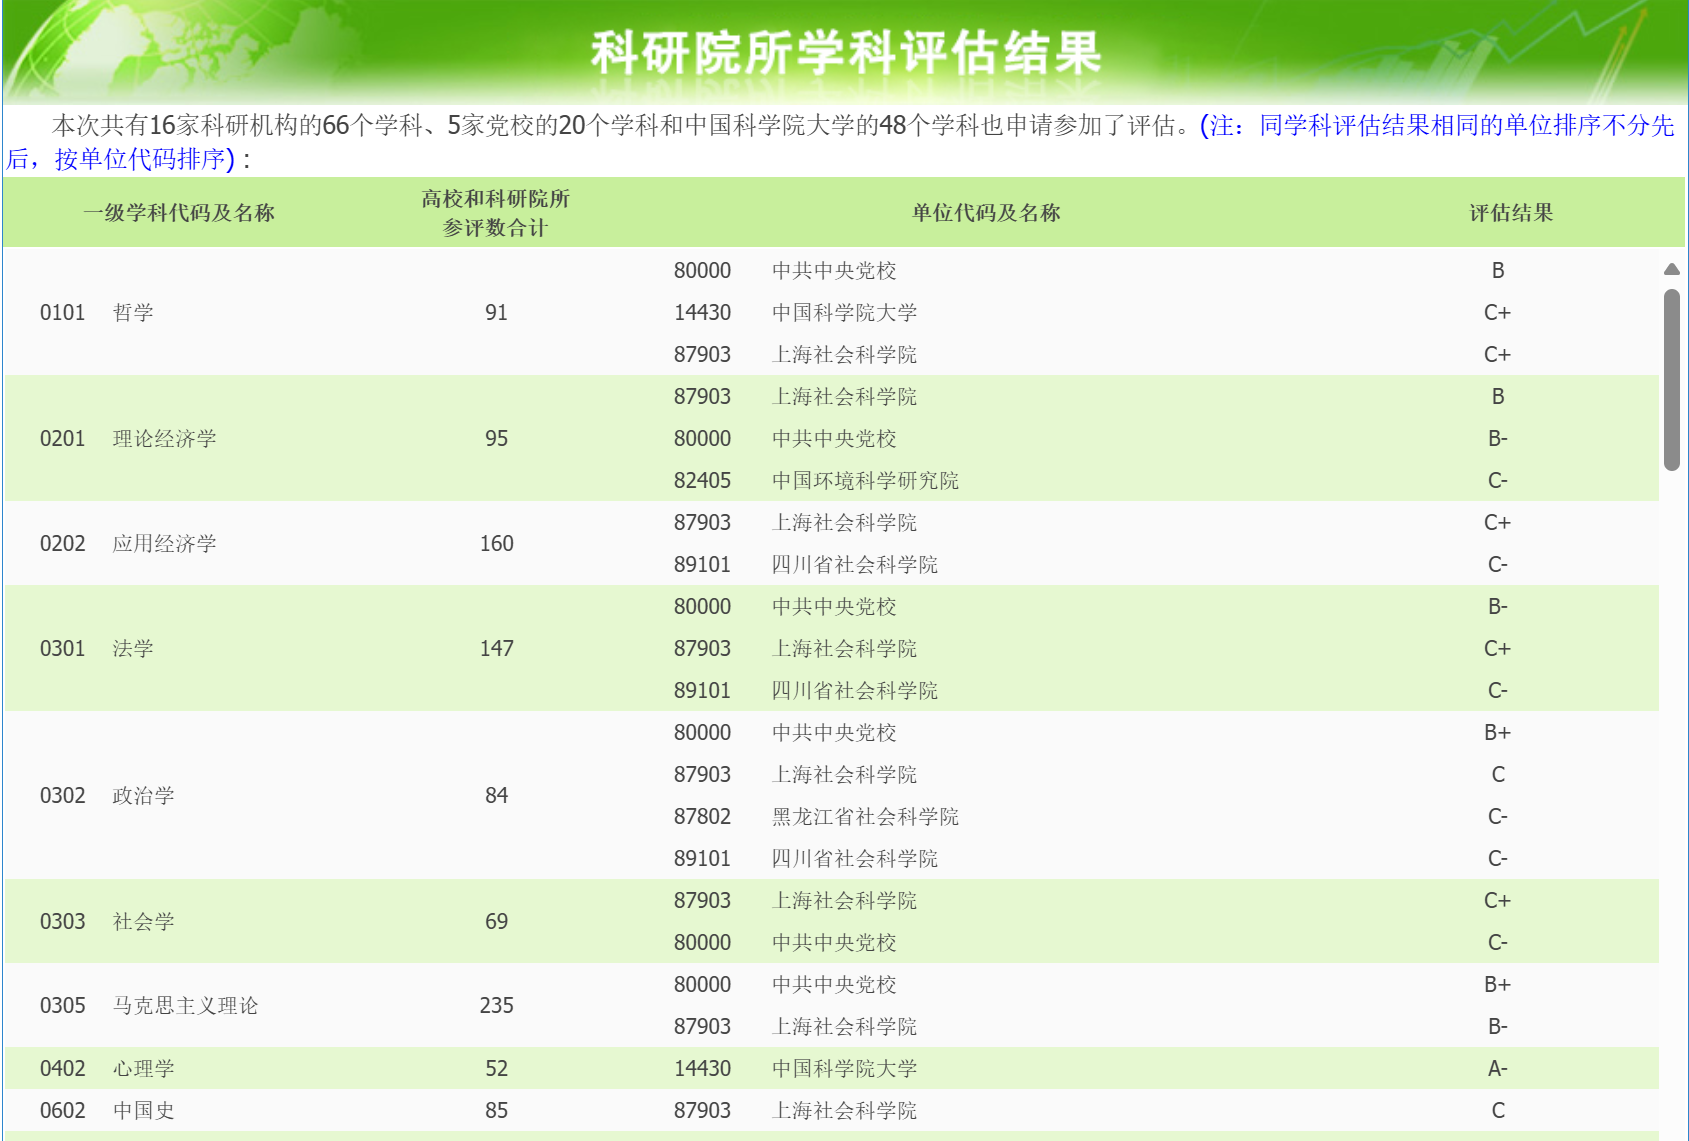 科研院所学科评估结果
本次共有16家科研机构的66个学科、5家党校的20个学科和中国科学院大学的48个学科也申请参加了评估。(注：同学科评估结果相同的单位排序不分先
后，按单位代码排序)：
一级学科代码及名称 高校和科研院所参评数合计 单位代码及名称 评估结果
80000 中共中央党校 B
0101 哲学 91 14430 中国科学院大学 C+
87903 上海社会科学院 C+
87903 上海社会科学院 B
0201 理论经济学 95 80000 中共中央党校 B-
82405 中国环境科学研究院 C-
0202 应用经济学 160 87903 上海社会科学院 C+
89101 四川省社会科学院 C-
80000 中共中央党校 B-
0301 法学 147 87903 上海社会科学院 C+
89101 四川省社会科学院 C-
0302 政治学 84 80000 中共中央党校 B+
87903 上海社会科学院 C
87802 黑龙江省社会科学院 C-
89101 四川省社会科学院 C-
0303 社会学 69 87903 上海社会科学院 C+
80000 中共中央党校 C-
0305 马克思主义理论 235 80000 中共中央党校 B+
87903 上海社会科学院 B-
0402 心理学 52 14430 中国科学院大学 A-
0602 中国史 85 87903 上海社会科学院 C